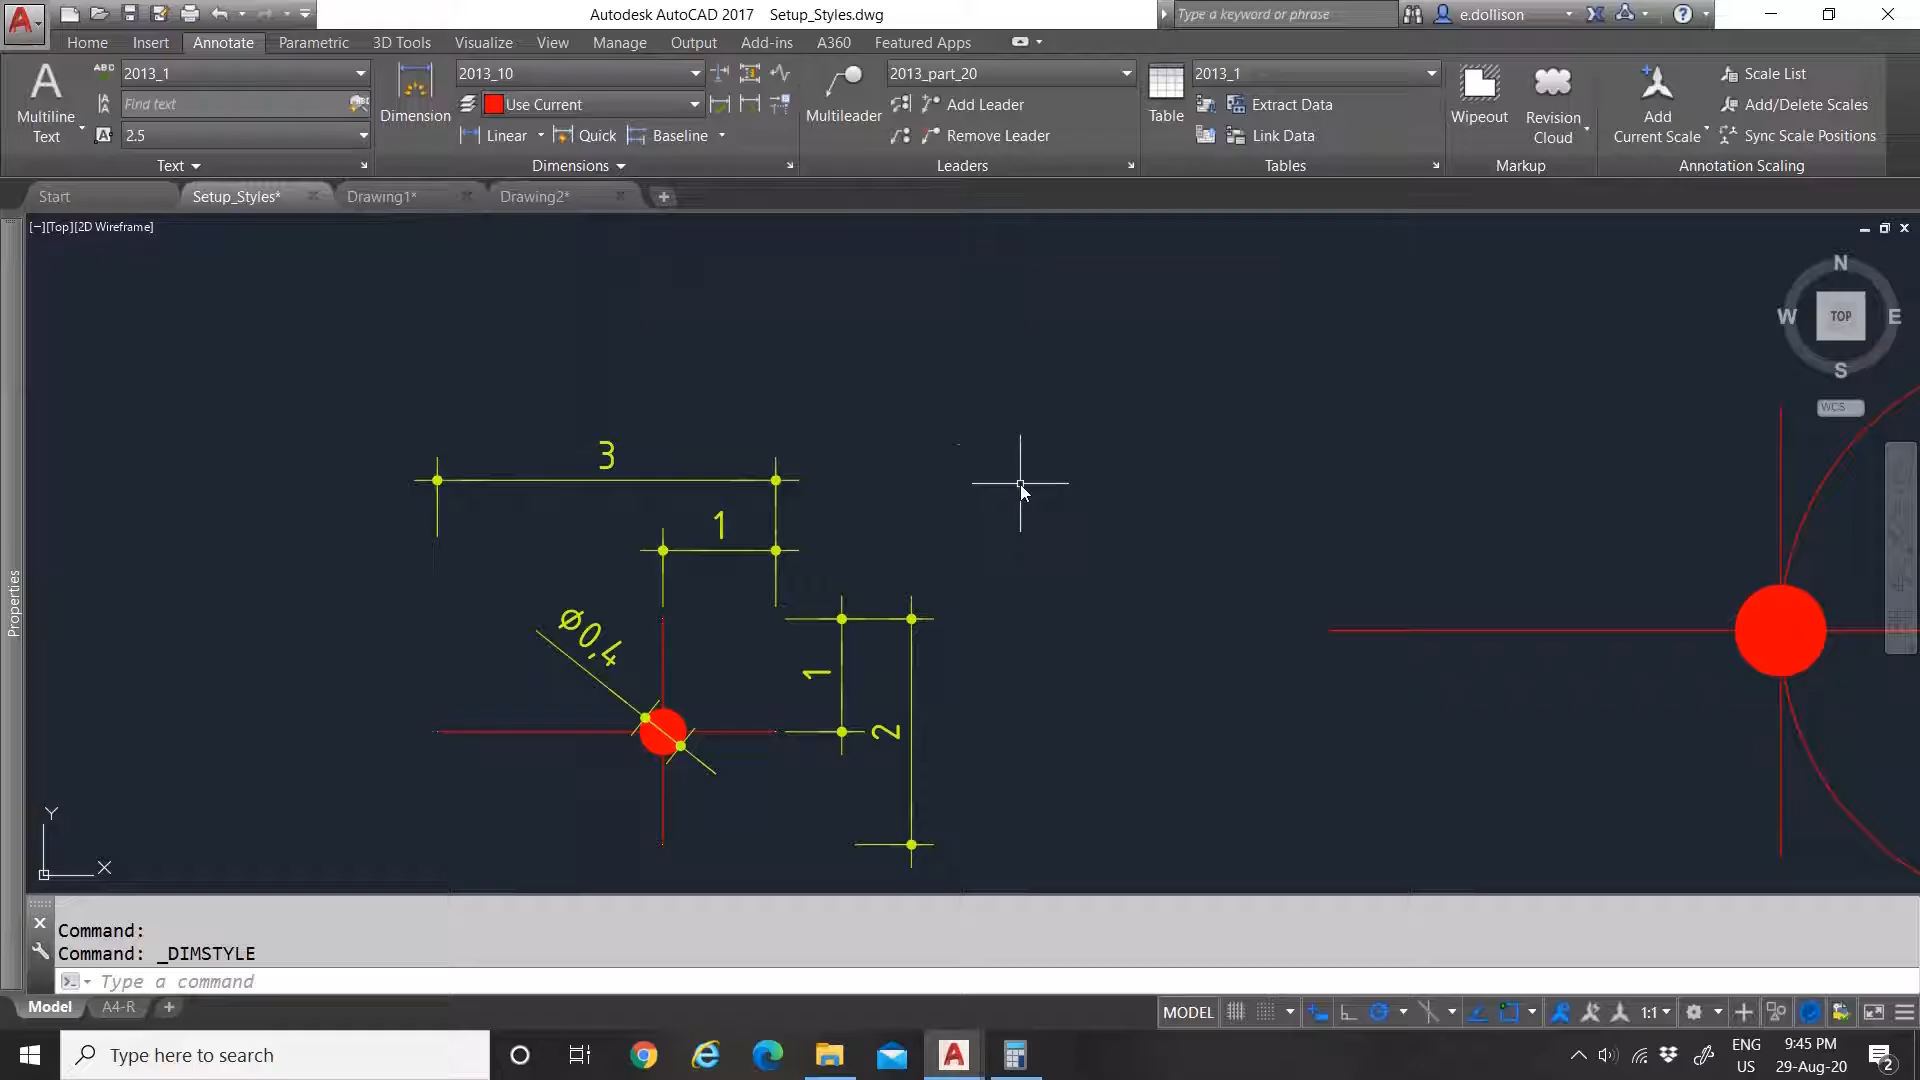 Autodesk AutoCAD 2017 Setup_Styles.dwg
Type a keyword or phrase
e.dollison
Home Insert Annotate Parametric 3D Tools Visualize View Manage Output Add-ins A360 Featured Apps
Multiline Text
2013_1
Find text
2.5
Text
Dimension
2013_10
Use Current
Linear Quick Baseline
Dimensions
Multileader
2013_part_20
Add Leader
Remove Leader
Leaders
Table
2013_1
Extract Data
Link Data
Tables
Wipeout
Revision Cloud
Markup
Add Current Scale
Scale List
Add/Delete Scales
Sync Scale Positions
Annotation Scaling
Start Setup_Styles* Drawing1* Drawing2*
[−][Top][2D Wireframe]
N
W TOP E
S
WCS
Properties
3
1
Ø0,4
1
2
Y
X
Command:
Command: _DIMSTYLE
Type a command
Model A4-R
MODEL 1:1
Type here to search
ENG
US
9:45 PM
29-Aug-20
2